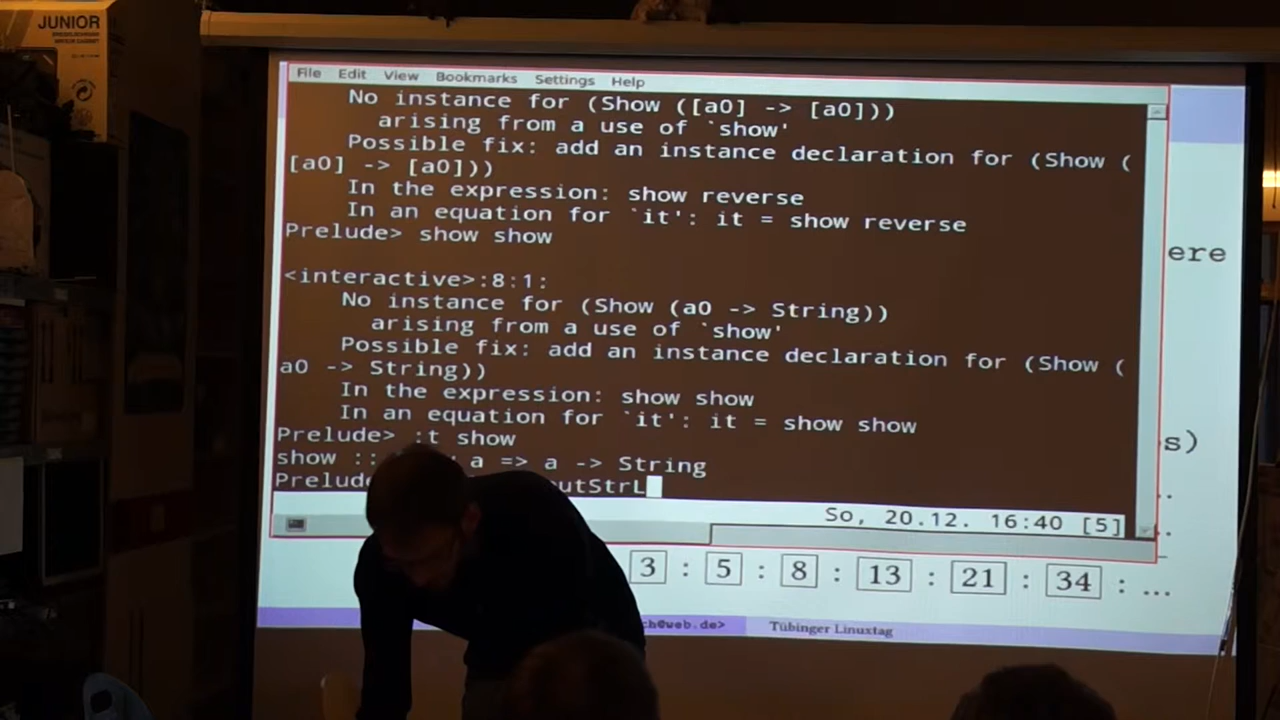 JUNIOR
File Edit View Bookmarks Settings Help
No instance for (Show ([a0] -> [a0]))
arising from a use of `show'
Possible fix: add an instance declaration for (Show (
[a0] -> [a0]))
In the expression: show reverse
In an equation for `it': it = show reverse
Prelude> show show
<interactive>:8:1:
No instance for (Show (a0 -> String))
arising from a use of `show'
Possible fix: add an instance declaration for (Show (
a0 -> String))
In the expression: show show
In an equation for `it': it = show show
Prelude> :t show
show :: a => a -> String
Prelude utStrL
So, 20.12. 16:40 [5]
ere
s)
3 : 5 : 8 : 13 : 21 : 34 : ...
ch@web.de> Tübinger Linuxtag